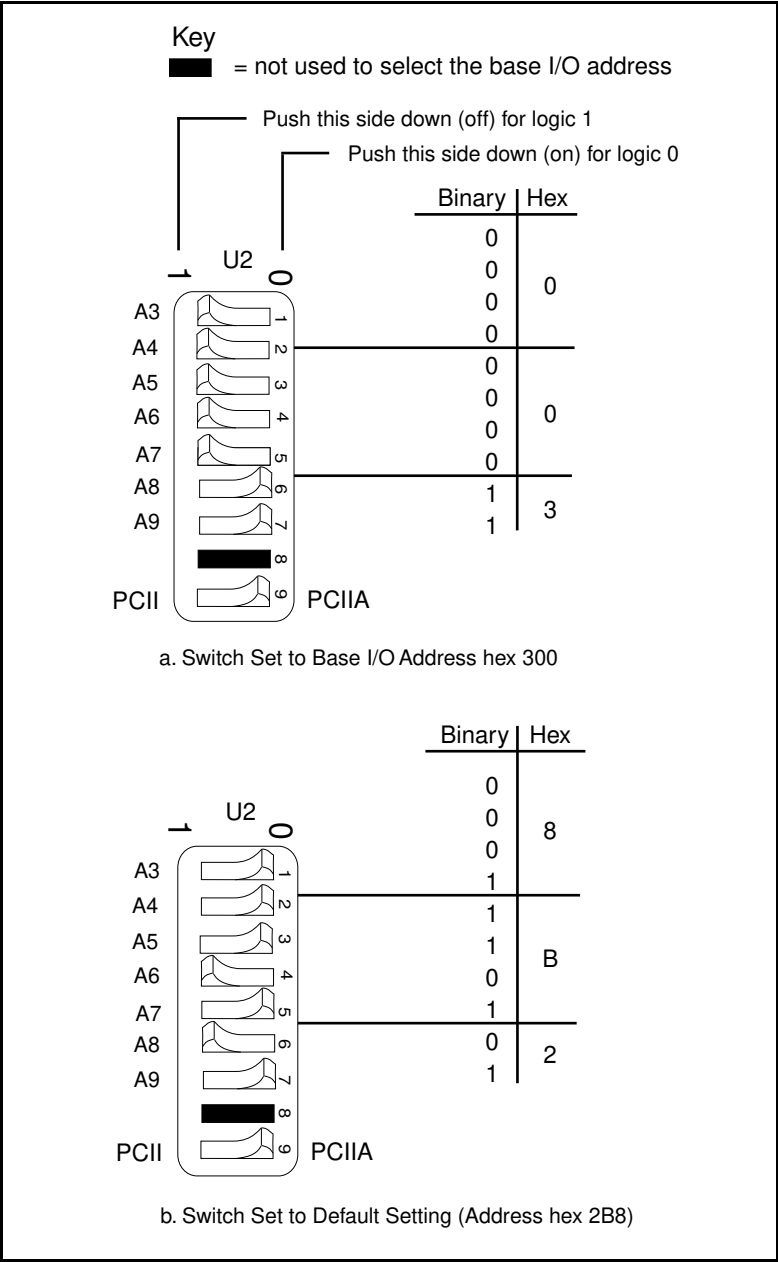 Key
= not used to select the base I/O address
Push this side down (off) for logic 1
Push this side down (on) for logic 0
Binary Hex
0
0
0
0
0
0
0
0
0
0
1
1
3
1 U2 0
A3 1
A4 2
A5 3
A6 4
A7 5
A8 6
A9 7
8
PCII 9 PCIIA
a. Switch Set to Base I/O Address hex 300
Binary Hex
0
0
0
1
8
1
1
0
1
B
0
1
2
1 U2 0
A3 1
A4 2
A5 3
A6 4
A7 5
A8 6
A9 7
8
PCII 9 PCIIA
b. Switch Set to Default Setting (Address hex 2B8)